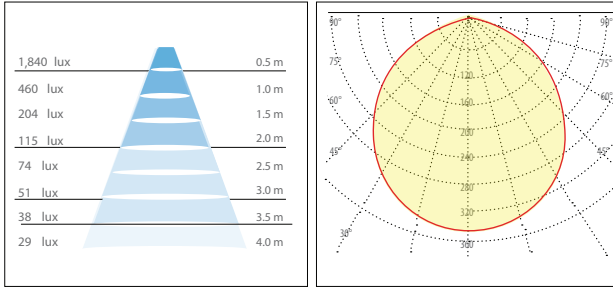 1,840 lux 0.5 m
460 lux 1.0 m
204 lux 1.5 m
115 lux 2.0 m
74 lux 2.5 m
51 lux 3.0 m
38 lux 3.5 m
29 lux 4.0 m
90° 90°
75° 75°
120
60° 160 60°
200
45° 240 45°
280
320
30° 360